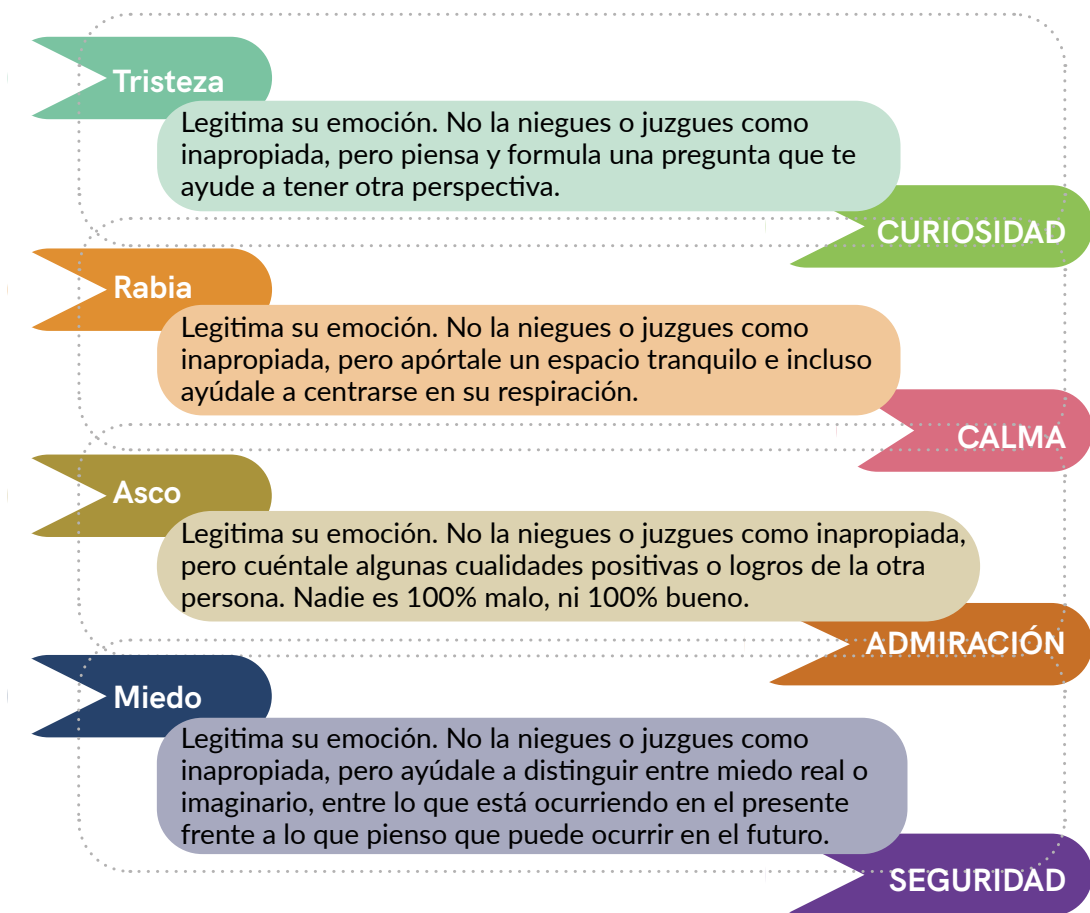 Tristeza
Legitima su emoción. No la niegues o juzgues como
inapropiada, pero piensa y formula una pregunta que te
ayude a tener otra perspectiva.
CURIOSIDAD
Rabia
Legitima su emoción. No la niegues o juzgues como
inapropiada, pero apórtale un espacio tranquilo e incluso
ayúdale a centrarse en su respiración.
CALMA
Asco
Legitima su emoción. No la niegues o juzgues como inapropiada,
pero cuéntale algunas cualidades positivas o logros de la otra
persona. Nadie es 100% malo, ni 100% bueno.
ADMIRACIÓN
Miedo
Legitima su emoción. No la niegues o juzgues como
inapropiada, pero ayúdale a distinguir entre miedo real o
imaginario, entre lo que está ocurriendo en el presente
frente a lo que pienso que puede ocurrir en el futuro.
SEGURIDAD